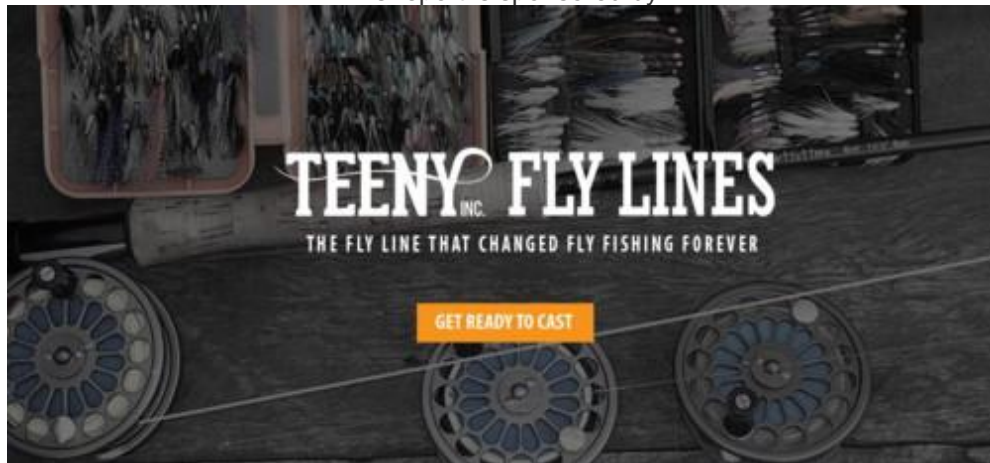 TEENY INC. FLY LINES
THE FLY LINE THAT CHANGED FLY FISHING FOREVER
GET READY TO CAST